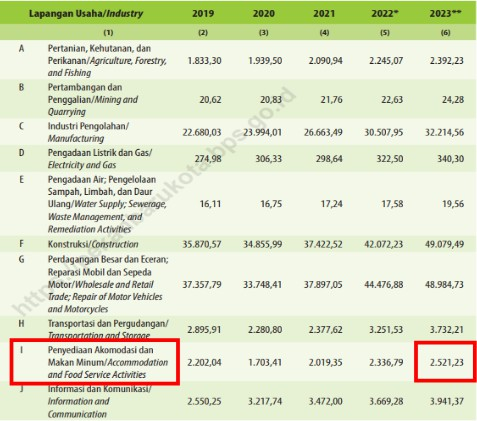 Lapangan Usaha/Industry 2019 2020 2021 2022* 2023**
(1) (2) (3) (4) (5) (6)
A Pertanian, Kehutanan, dan
Perikanan/Agriculture, Forestry, 1.833,30 1.939,50 2.090,94 2.245,07 2.392,23
and Fishing
B Pertambangan dan
Penggalian/Mining and 20,62 20,83 21,76 22,63 24,28
Quarrying
C Industri Pengolahan/ 22.680,03 23.994,01 26.663,49 30.507,95 32.214,56
Manufacturing
D Pengadaan Listrik dan Gas/ 274,98 306,33 298,64 322,50 340,30
Electricity and Gas
E Pengadaan Air; Pengelolaan
Sampah, Limbah, dan Daur
Ulang/Water Supply; Sewerage, 16,11 16,75 17,24 17,58 19,56
Waste Management, and
Remediation Activities
F Konstruksi/Construction 35.870,57 34.855,99 37.422,52 42.072,23 49.079,49
G Perdagangan Besar dan Eceran;
Reparasi Mobil dan Sepeda
Motor/Wholesale and Retail 37.357,79 33.748,41 37.897,05 44.476,88 48.984,73
Trade; Repair of Motor Vehicles
and Motorcycles
H Transportasi dan Pergudangan/ 2.895,91 2.280,80 2.377,62 3.251,53 3.732,21
Transportation and Storage
I Penyediaan Akomodasi dan
Makan Minum/Accommodation 2.202,04 1.703,41 2.019,35 2.336,79 2.521,23
and Food Service Activities
J Informasi dan Komunikasi/
Information and 2.550,25 3.217,74 3.472,00 3.669,28 3.941,37
Communication